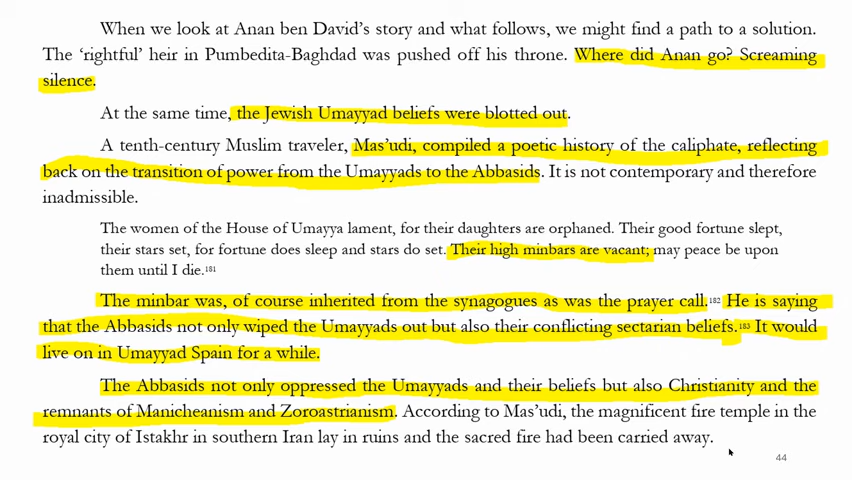 When we look at Anan ben David's story and what follows, we might find a path to a solution.
The 'rightful' heir in Pumbedita-Baghdad was pushed off his throne. Where did Anan go? Screaming
silence.
At the same time, the Jewish Umayyad beliefs were blotted out.
A tenth-century Muslim traveler, Mas'udi, compiled a poetic history of the caliphate, reflecting
back on the transition of power from the Umayyads to the Abbasids. It is not contemporary and therefore
inadmissible.
The women of the House of Umayya lament, for their daughters are orphaned. Their good fortune slept,
their stars set, for fortune does sleep and stars do set. Their high minbars are vacant; may peace be upon
them until I die.181
The minbar was, of course inherited from the synagogues as was the prayer call.182 He is saying
that the Abbasids not only wiped the Umayyads out but also their conflicting sectarian beliefs.183 It would
live on in Umayyad Spain for a while.
The Abbasids not only oppressed the Umayyads and their beliefs but also Christianity and the
remnants of Manicheanism and Zoroastrianism. According to Mas'udi, the magnificent fire temple in the
royal city of Istakhr in southern Iran lay in ruins and the sacred fire had been carried away.
44